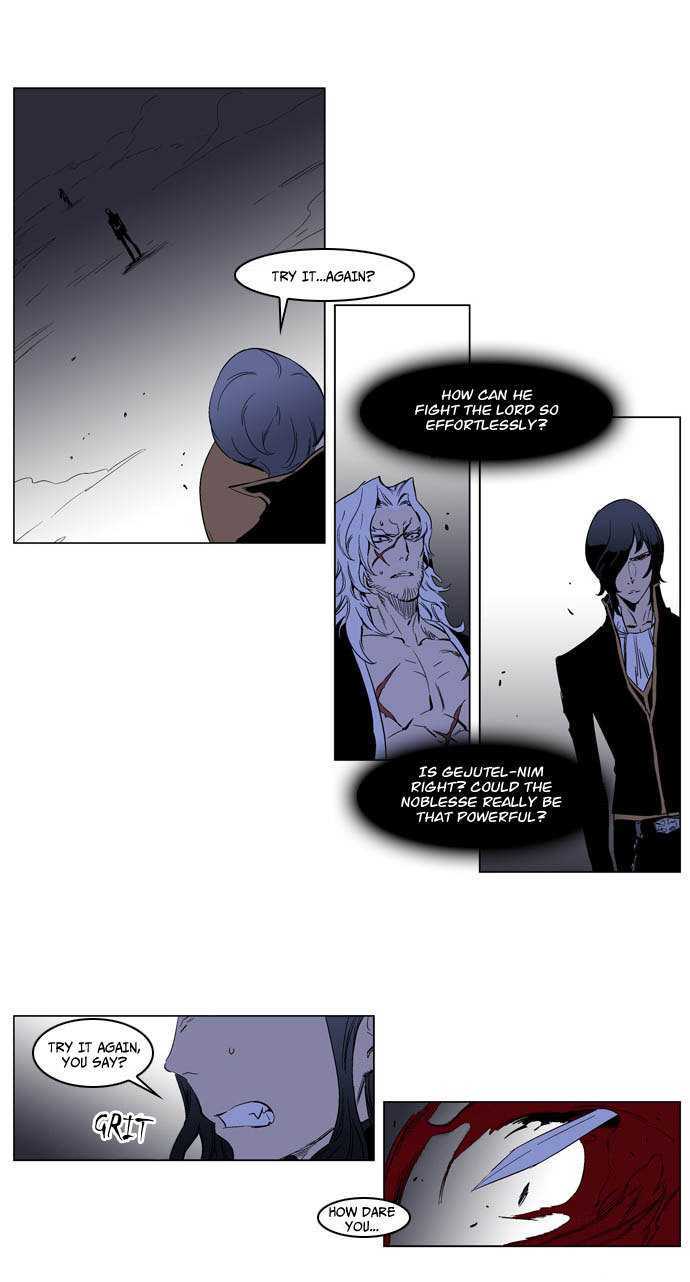 TRY IT...AGAIN?
HOW CAN HE
FIGHT THE LORD SO
EFFORTLESSLY?
IS GEJUTEL-NIM
RIGHT? COULD THE
NOBLESSE REALLY BE
THAT POWERFUL?
TRY IT AGAIN,
YOU SAY?
GRIT
HOW DARE
YOU...